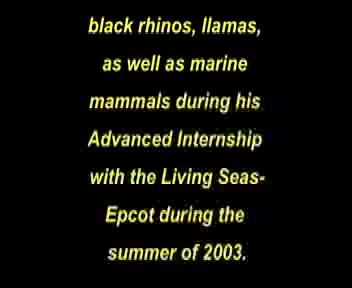 black rhinos, llamas,
as well as marine
mammals during his
Advanced Internship
with the Living Seas-
Epcot during the
summer of 2003.